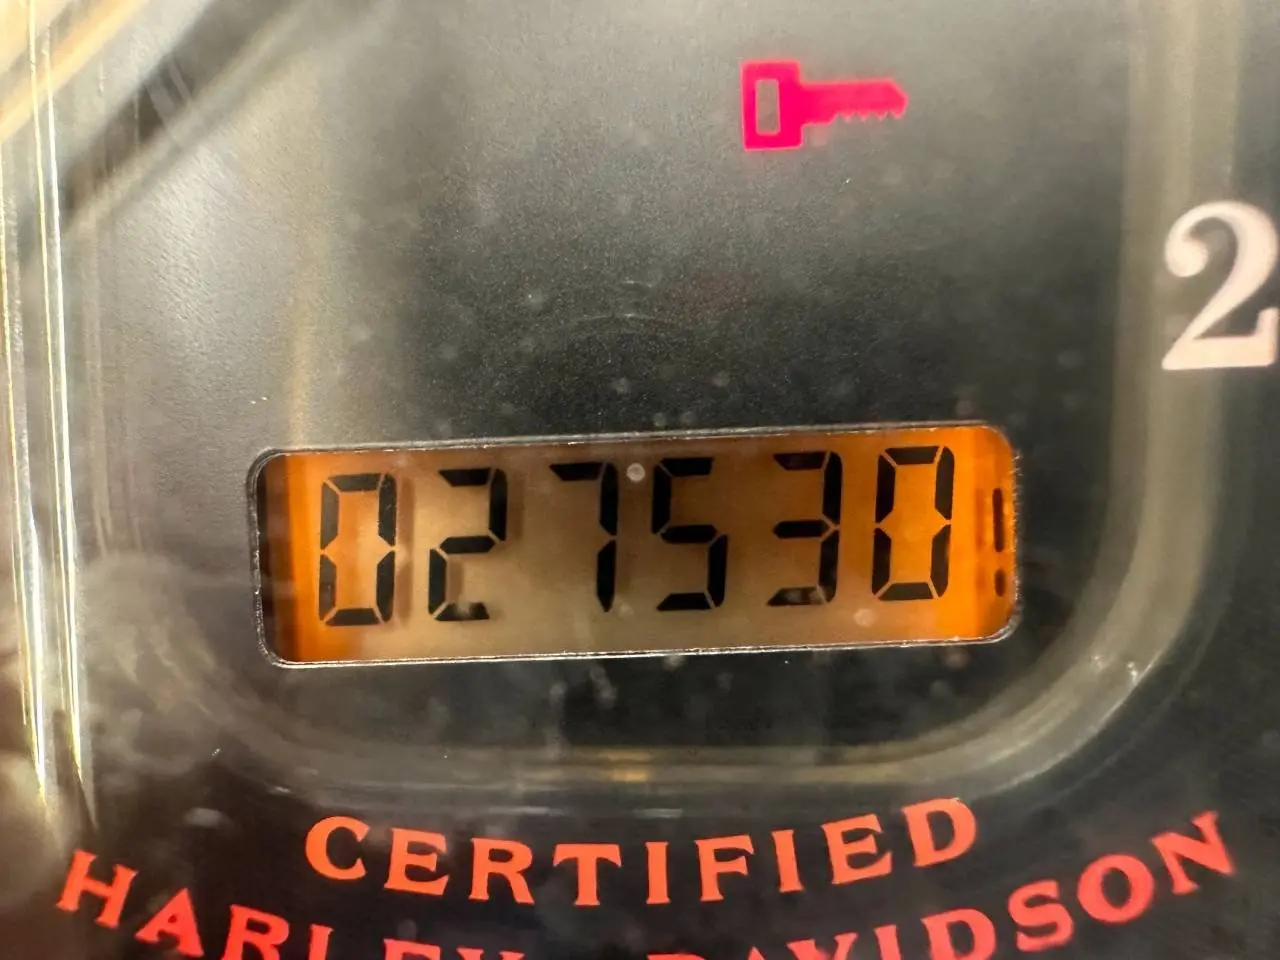 2
027530
CERTIFIED
HARLEY-DAVIDSON